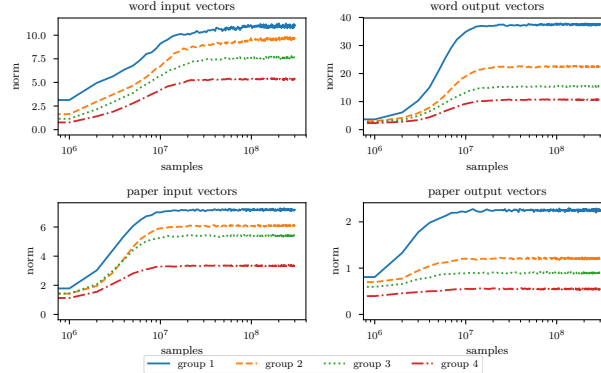 word input vectors
word output vectors
norm
10.0
7.5
5.0
2.5
0.0
10⁶
10⁷
10⁸
samples
norm
40
30
20
10
0
10⁶
10⁷
10⁸
samples
paper input vectors
paper output vectors
norm
6
4
2
0
10⁶
10⁷
10⁸
samples
norm
2
1
0
10⁶
10⁷
10⁸
samples
group 1 group 2 group 3 group 4